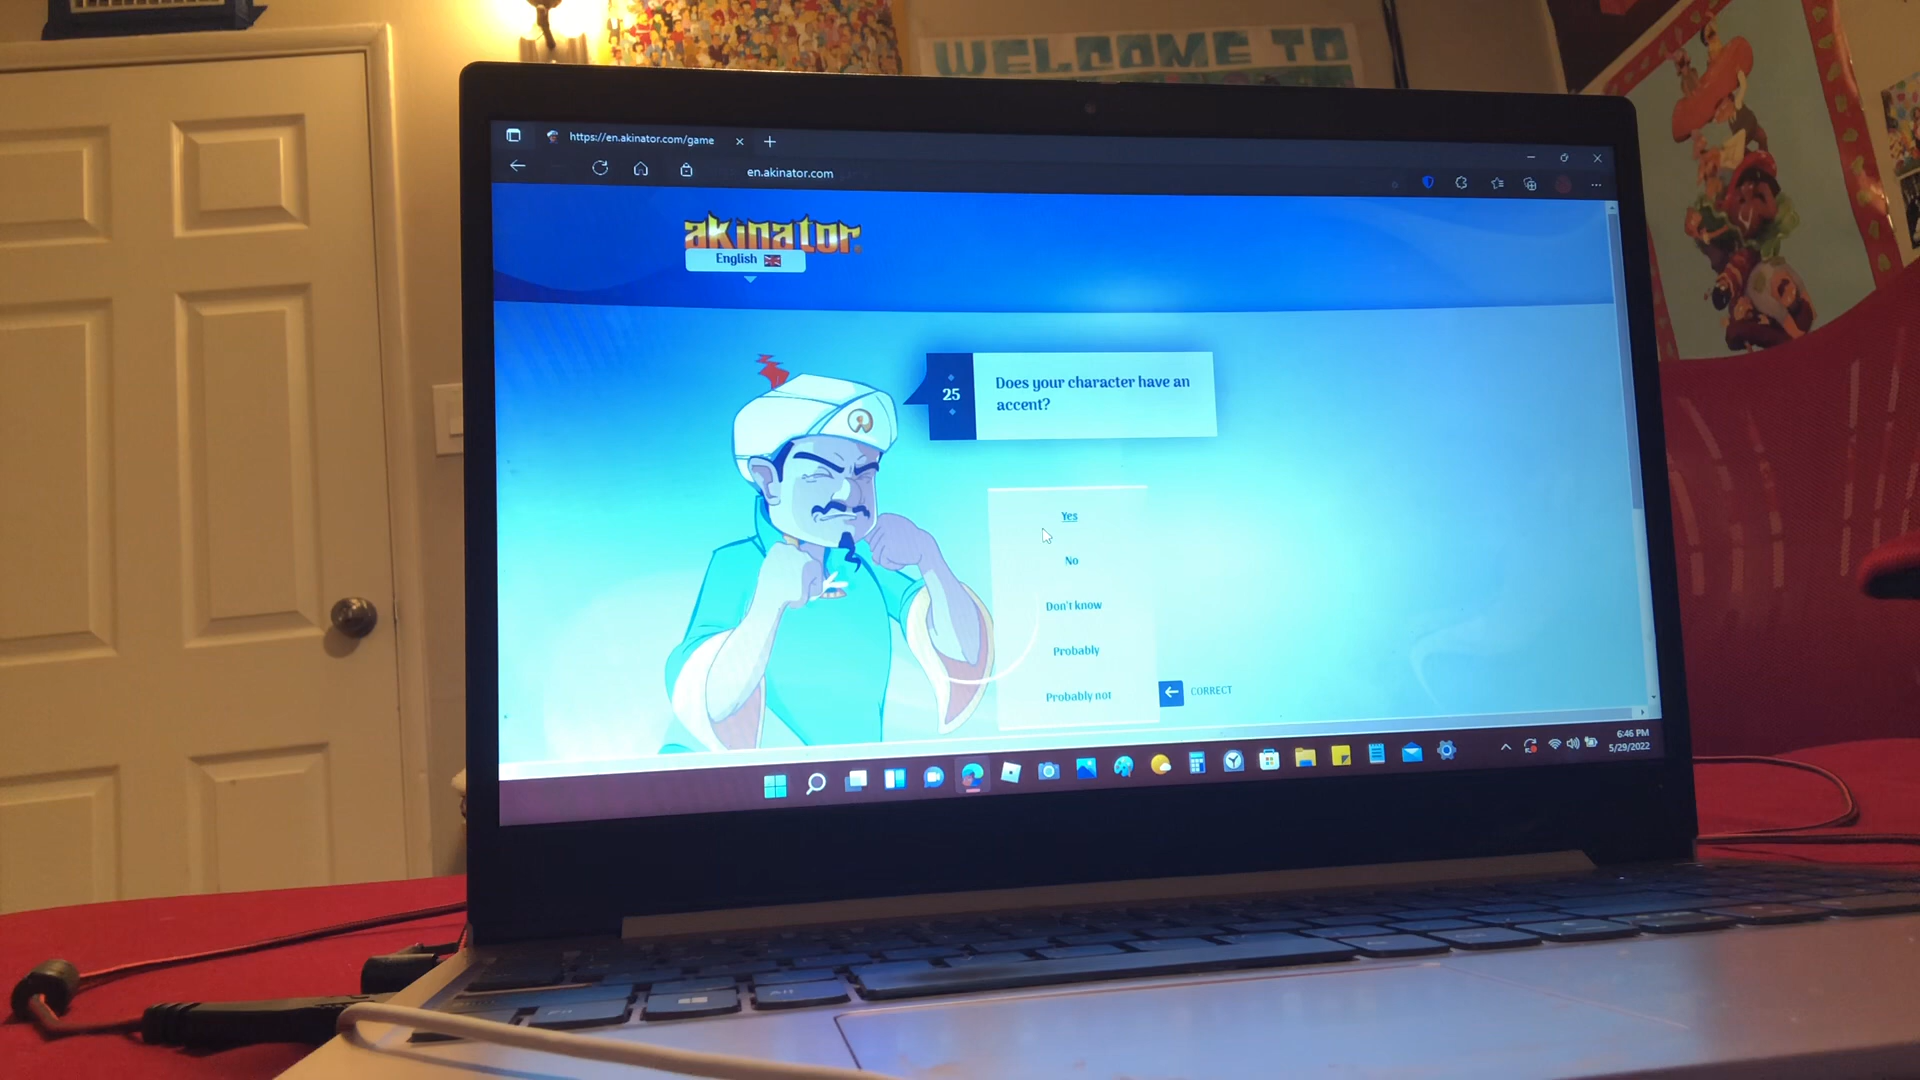 WELCOME TO
https://en.akinator.com/game
en.akinator.com
akinator.
English
25
Does your character have an
accent?
Yes
No
Don't know
Probably
Probably not
CORRECT
6:46 PM
5/29/2022
Alt